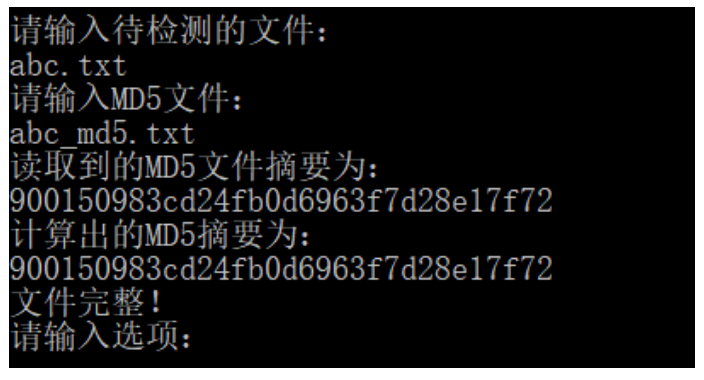 请输入待检测的文件：
abc.txt
请输入MD5文件：
abc_md5.txt
读取到的MD5文件摘要为：
900150983cd24fb0d6963f7d28e17f72
计算出的MD5摘要为：
900150983cd24fb0d6963f7d28e17f72
文件完整！
请输入选项：